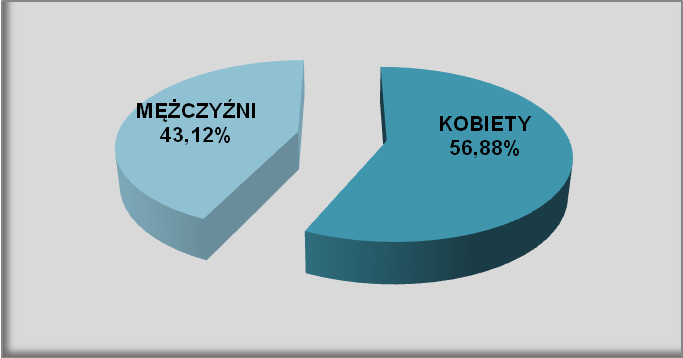 MĘŻCZYŹNI
43,12%
KOBIETY
56,88%